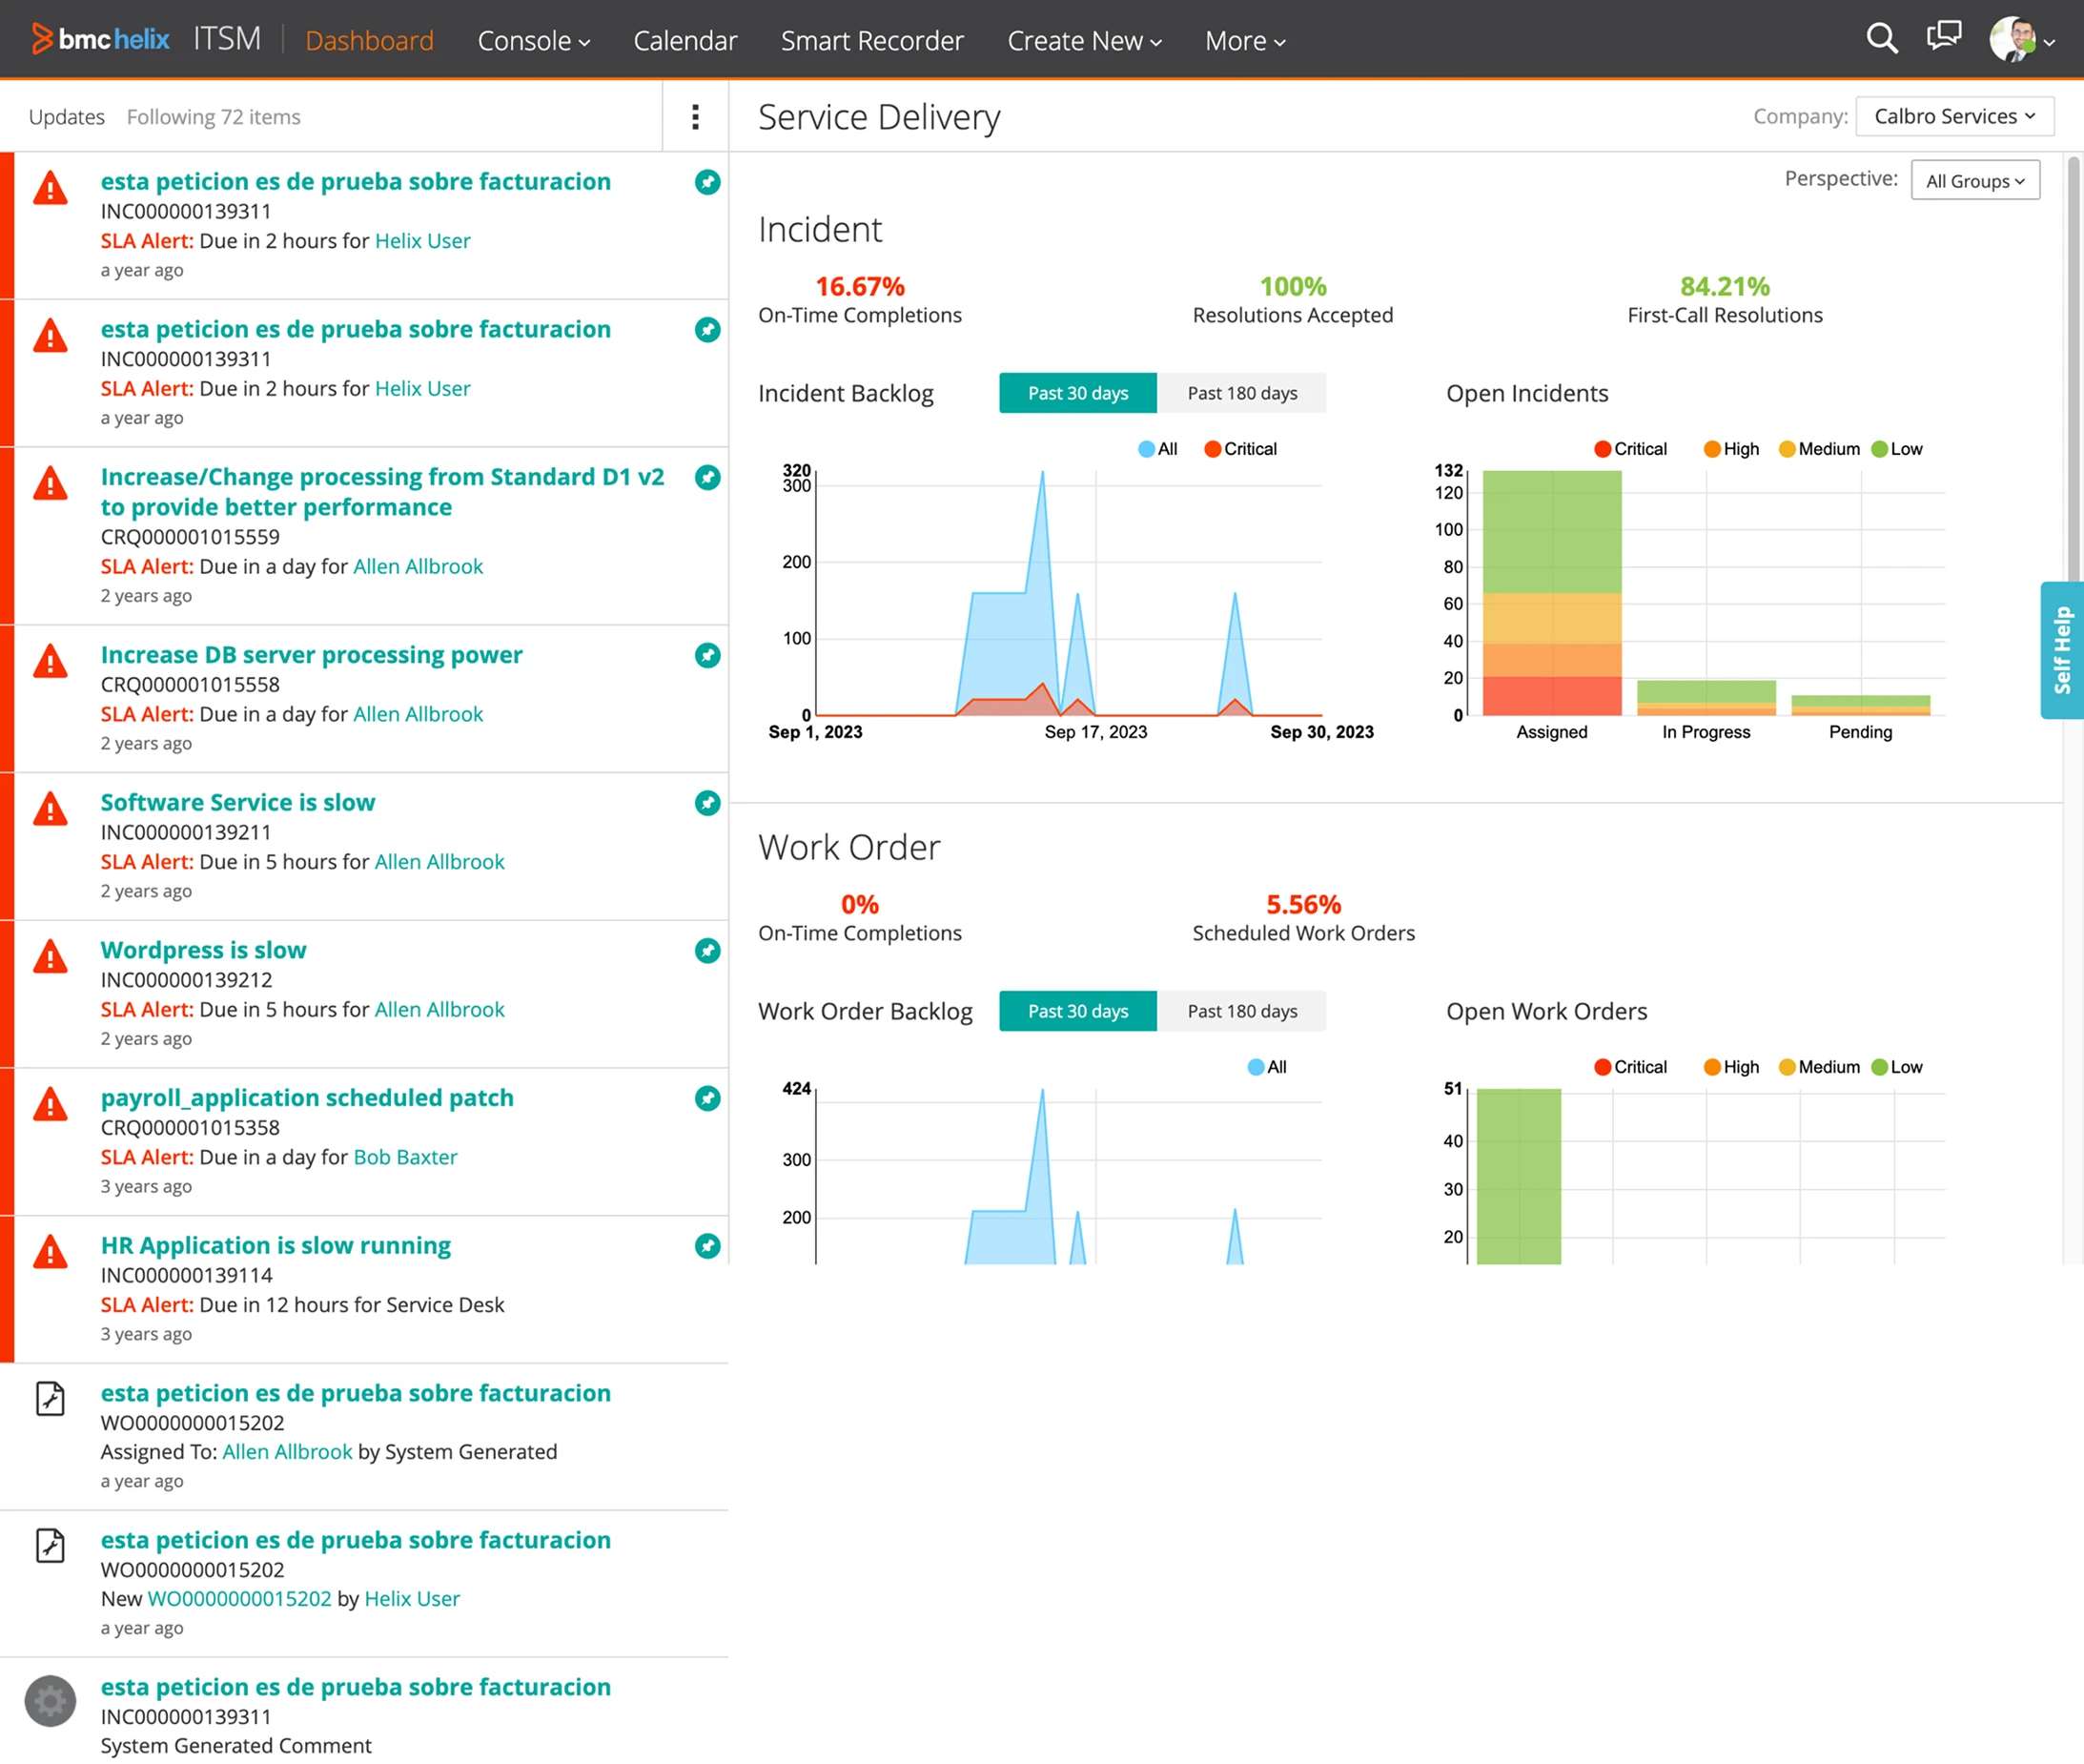 bmc helix ITSM Dashboard Console Calendar Smart Recorder Create New More
Updates Following 72 items
esta peticion es de prueba sobre facturacion
INC000000139311
SLA Alert: Due in 2 hours for Helix User
a year ago
esta peticion es de prueba sobre facturacion
INC000000139311
SLA Alert: Due in 2 hours for Helix User
a year ago
Increase/Change processing from Standard D1 v2
to provide better performance
CRQ000001015559
SLA Alert: Due in a day for Allen Allbrook
2 years ago
Increase DB server processing power
CRQ000001015558
SLA Alert: Due in a day for Allen Allbrook
2 years ago
Software Service is slow
INC000000139211
SLA Alert: Due in 5 hours for Allen Allbrook
2 years ago
Wordpress is slow
INC000000139212
SLA Alert: Due in 5 hours for Allen Allbrook
2 years ago
payroll_application scheduled patch
CRQ000001015358
SLA Alert: Due in a day for Bob Baxter
3 years ago
HR Application is slow running
INC000000139114
SLA Alert: Due in 12 hours for Service Desk
3 years ago
esta peticion es de prueba sobre facturacion
WO0000000015202
Assigned To: Allen Allbrook by System Generated
a year ago
esta peticion es de prueba sobre facturacion
WO0000000015202
New WO0000000015202 by Helix User
a year ago
esta peticion es de prueba sobre facturacion
INC000000139311
System Generated Comment
Service Delivery
Company: Calbro Services
Perspective: All Groups
Incident
16.67% 100% 84.21%
On-Time Completions Resolutions Accepted First-Call Resolutions
Incident Backlog Past 30 days Past 180 days
All Critical
320
300
200
100
0
Sep 1, 2023 Sep 17, 2023 Sep 30, 2023
Open Incidents
Critical High Medium Low
132
120
100
80
60
40
20
0
Assigned In Progress Pending
Self Help
Work Order
0% 5.56%
On-Time Completions Scheduled Work Orders
Work Order Backlog Past 30 days Past 180 days
All
424
300
200
Open Work Orders
Critical High Medium Low
51
40
30
20